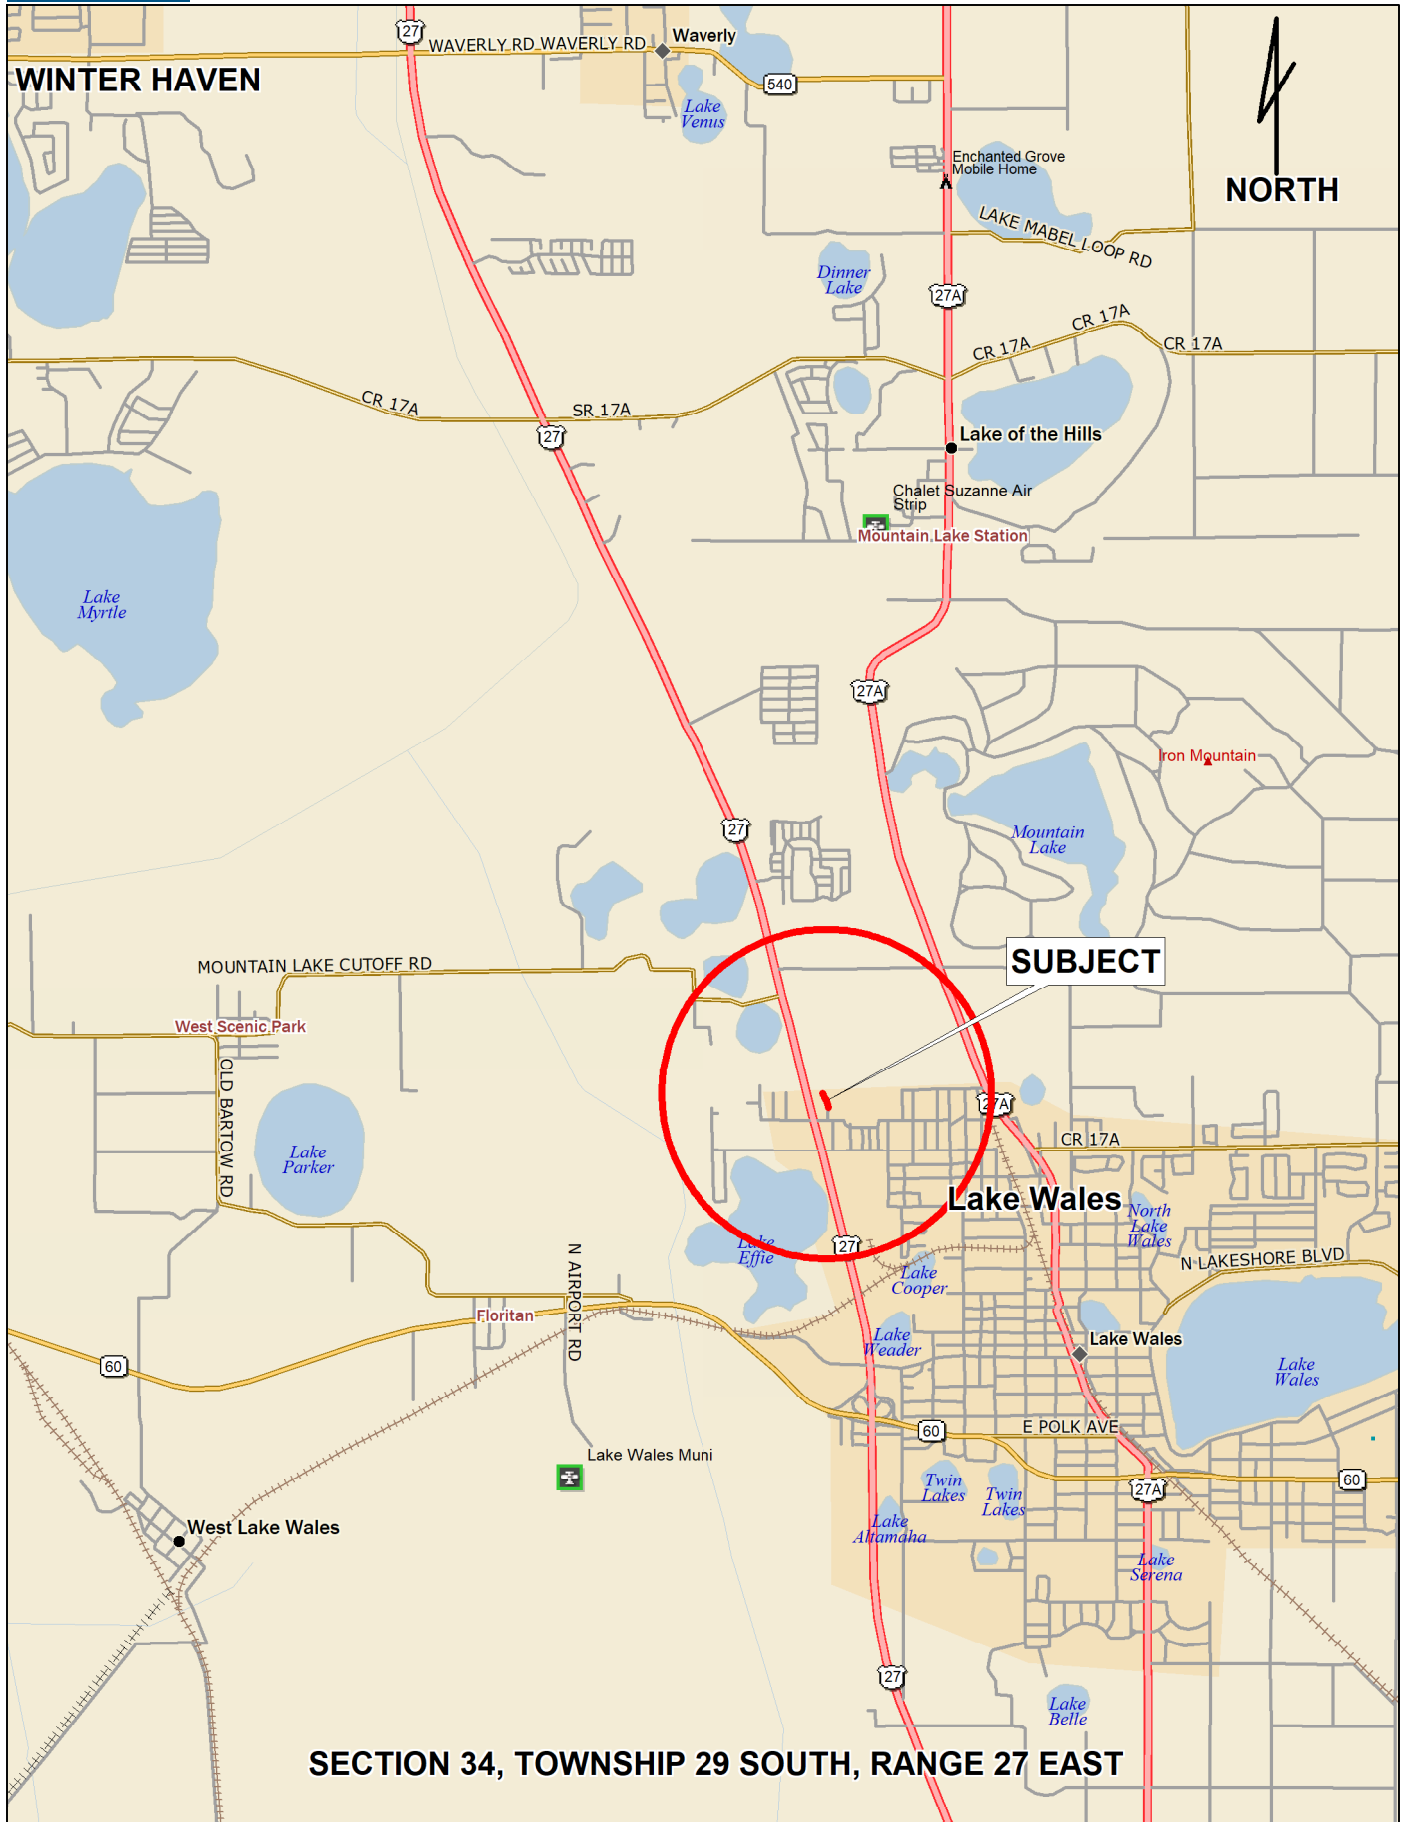 27
WAVERLY RD WAVERLY RD
Waverly
WINTER HAVEN
540
Lake
Venus
Enchanted Grove
Mobile Home
NORTH
LAKE MABEL LOOP RD
Dinner
Lake
27A
CR 17A
CR 17A
CR 17A
CR 17A
SR 17A
27
Lake of the Hills
Chalet Suzanne Air
Strip
Mountain Lake Station
Lake
Myrtle
27A
Iron Mountain
27
Mountain
Lake
SUBJECT
MOUNTAIN LAKE CUTOFF RD
West Scenic Park
OLD BARTOW RD
27A
CR 17A
Lake
Parker
Lake Wales
North
Lake
Wales
27
Lake
Effie
N LAKESHORE BLVD
Lake
Cooper
N AIRPORT RD
Floritan
Lake
Weader
Lake Wales
60
Lake
Wales
E POLK AVE
60
Lake Wales Muni
Twin
Lakes
Twin
Lakes
27A
60
West Lake Wales
Lake
Altamaha
Lake
Serena
27
Lake
Belle
SECTION 34, TOWNSHIP 29 SOUTH, RANGE 27 EAST